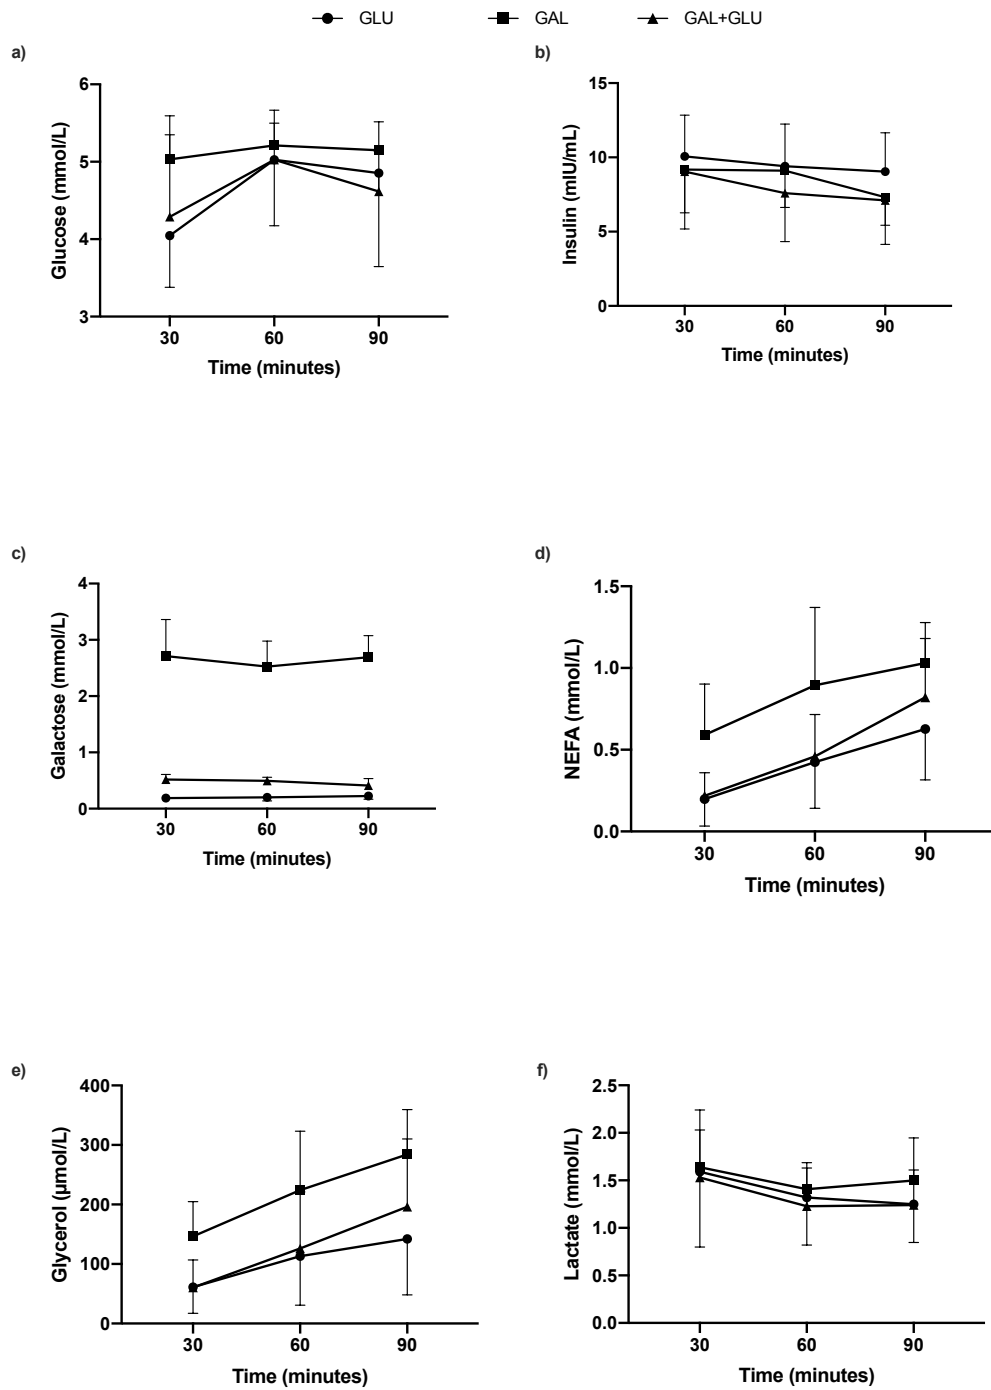 GLU GAL GAL+GLU
a)
Glucose (mmol/L)
6
5
4
3
30 60 90
Time (minutes)
b)
Insulin (mIU/mL)
15
10
5
0
30 60 90
Time (minutes)
c)
Galactose (mmol/L)
4
3
2
1
0
30 60 90
Time (minutes)
d)
NEFA (mmol/L)
1.5
1.0
0.5
0.0
30 60 90
Time (minutes)
e)
Glycerol (µmol/L)
400
300
200
100
0
30 60 90
Time (minutes)
f)
Lactate (mmol/L)
2.5
2.0
1.5
1.0
0.5
0.0
30 60 90
Time (minutes)